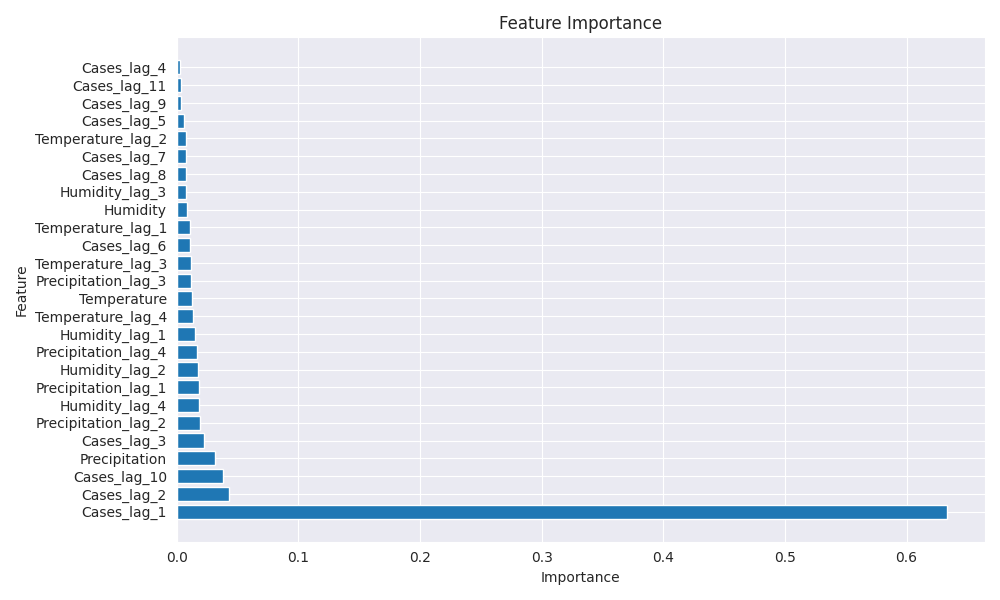 Feature Importance
Cases_lag_4
Cases_lag_11
Cases_lag_9
Cases_lag_5
Temperature_lag_2
Cases_lag_7
Cases_lag_8
Humidity_lag_3
Humidity
Temperature_lag_1
Cases_lag_6
Temperature_lag_3
Precipitation_lag_3
Temperature
Temperature_lag_4
Humidity_lag_1
Precipitation_lag_4
Humidity_lag_2
Precipitation_lag_1
Humidity_lag_4
Precipitation_lag_2
Cases_lag_3
Precipitation
Cases_lag_10
Cases_lag_2
Cases_lag_1
Feature
0.0 0.1 0.2 0.3 0.4 0.5 0.6
Importance